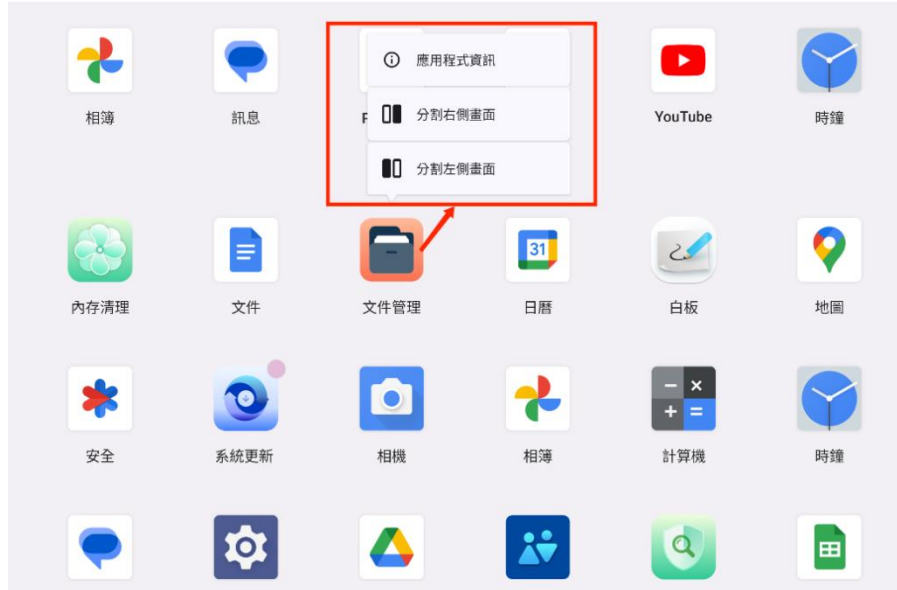 應用程式資訊
分割右側畫面
分割左側畫面
相簿
訊息
YouTube
時鐘
31
內存清理
文件
文件管理
日曆
白板
地圖
安全
系統更新
相機
相簿
計算機
時鐘